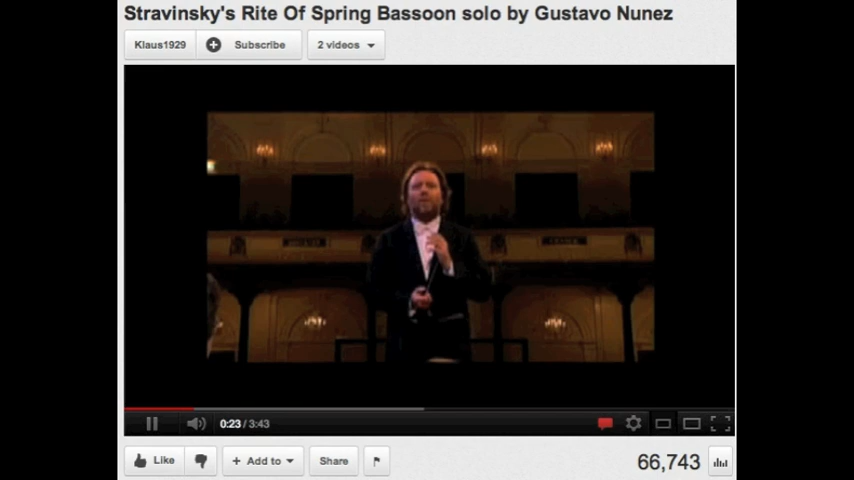 Stravinsky's Rite Of Spring Bassoon solo by Gustavo Nunez
Klaus1929 Subscribe 2 videos
0:23 / 3:43
Like Add to Share 66,743